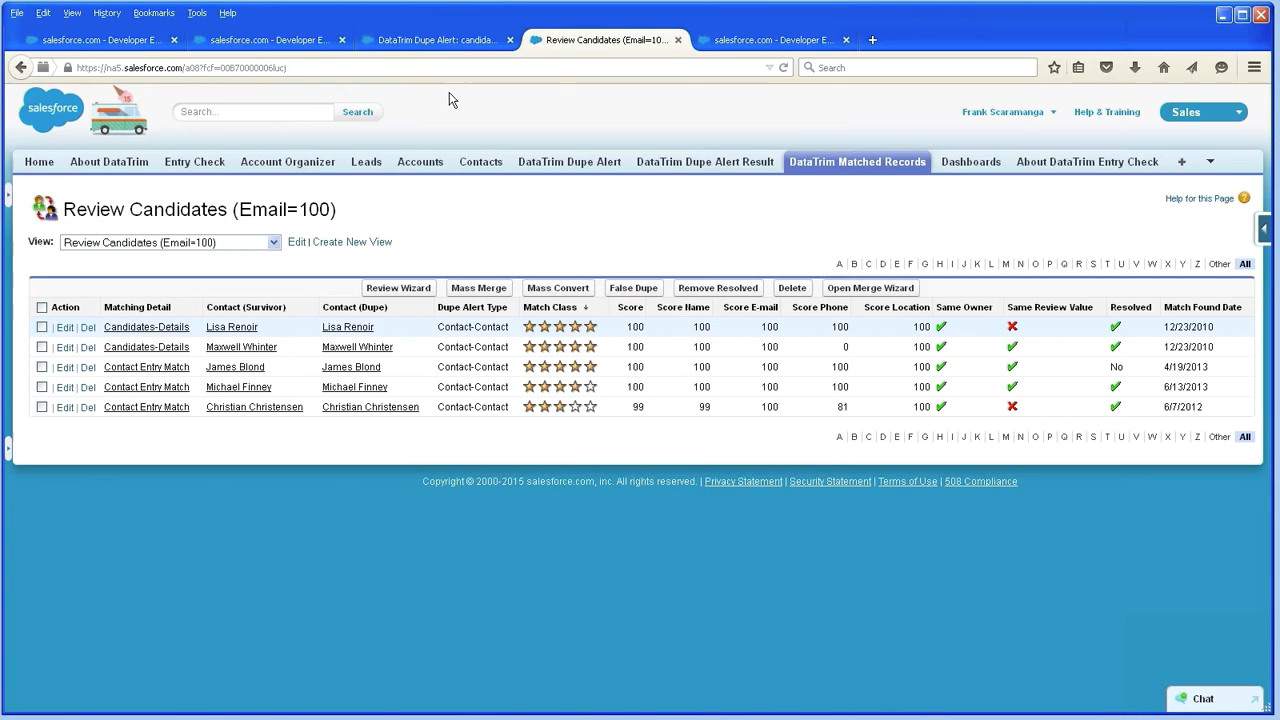 File Edit View History Bookmarks Tools Help
salesforce.com - Developer E... × salesforce.com - Developer E... × DataTrim Dupe Alert: candida... × Review Candidates (Email=10... × salesforce.com - Developer E... × +
https://na5.salesforce.com/a08?fcf=00B70000006lucj Search
salesforce 15 Search... Search Frank Scaramanga Help & Training Sales
Home About DataTrim Entry Check Account Organizer Leads Accounts Contacts DataTrim Dupe Alert DataTrim Dupe Alert Result DataTrim Matched Records Dashboards About DataTrim Entry Check +
Help for this Page ?
Review Candidates (Email=100)
View: Review Candidates (Email=100) Edit | Create New View
A | B | C | D | E | F | G | H | I | J | K | L | M | N | O | P | Q | R | S | T | U | V | W | X | Y | Z | Other All
Review Wizard Mass Merge Mass Convert False Dupe Remove Resolved Delete Open Merge Wizard
Action Matching Detail Contact (Survivor) Contact (Dupe) Dupe Alert Type Match Class Score Score Name Score E-mail Score Phone Score Location Same Owner Same Review Value Resolved Match Found Date
| Edit | Del Candidates-Details Lisa Renoir Lisa Renoir Contact-Contact 100 100 100 100 100 12/23/2010
| Edit | Del Candidates-Details Maxwell Whinter Maxwell Whinter Contact-Contact 100 100 100 0 100 12/23/2010
| Edit | Del Contact Entry Match James Blond James Blond Contact-Contact 100 100 100 100 100 No 4/19/2013
| Edit | Del Contact Entry Match Michael Finney Michael Finney Contact-Contact 100 100 100 100 100 6/13/2013
| Edit | Del Contact Entry Match Christian Christensen Christian Christensen Contact-Contact 99 99 100 81 100 6/7/2012
A | B | C | D | E | F | G | H | I | J | K | L | M | N | O | P | Q | R | S | T | U | V | W | X | Y | Z | Other All
Copyright © 2000-2015 salesforce.com, inc. All rights reserved. | Privacy Statement | Security Statement | Terms of Use | 508 Compliance
Chat